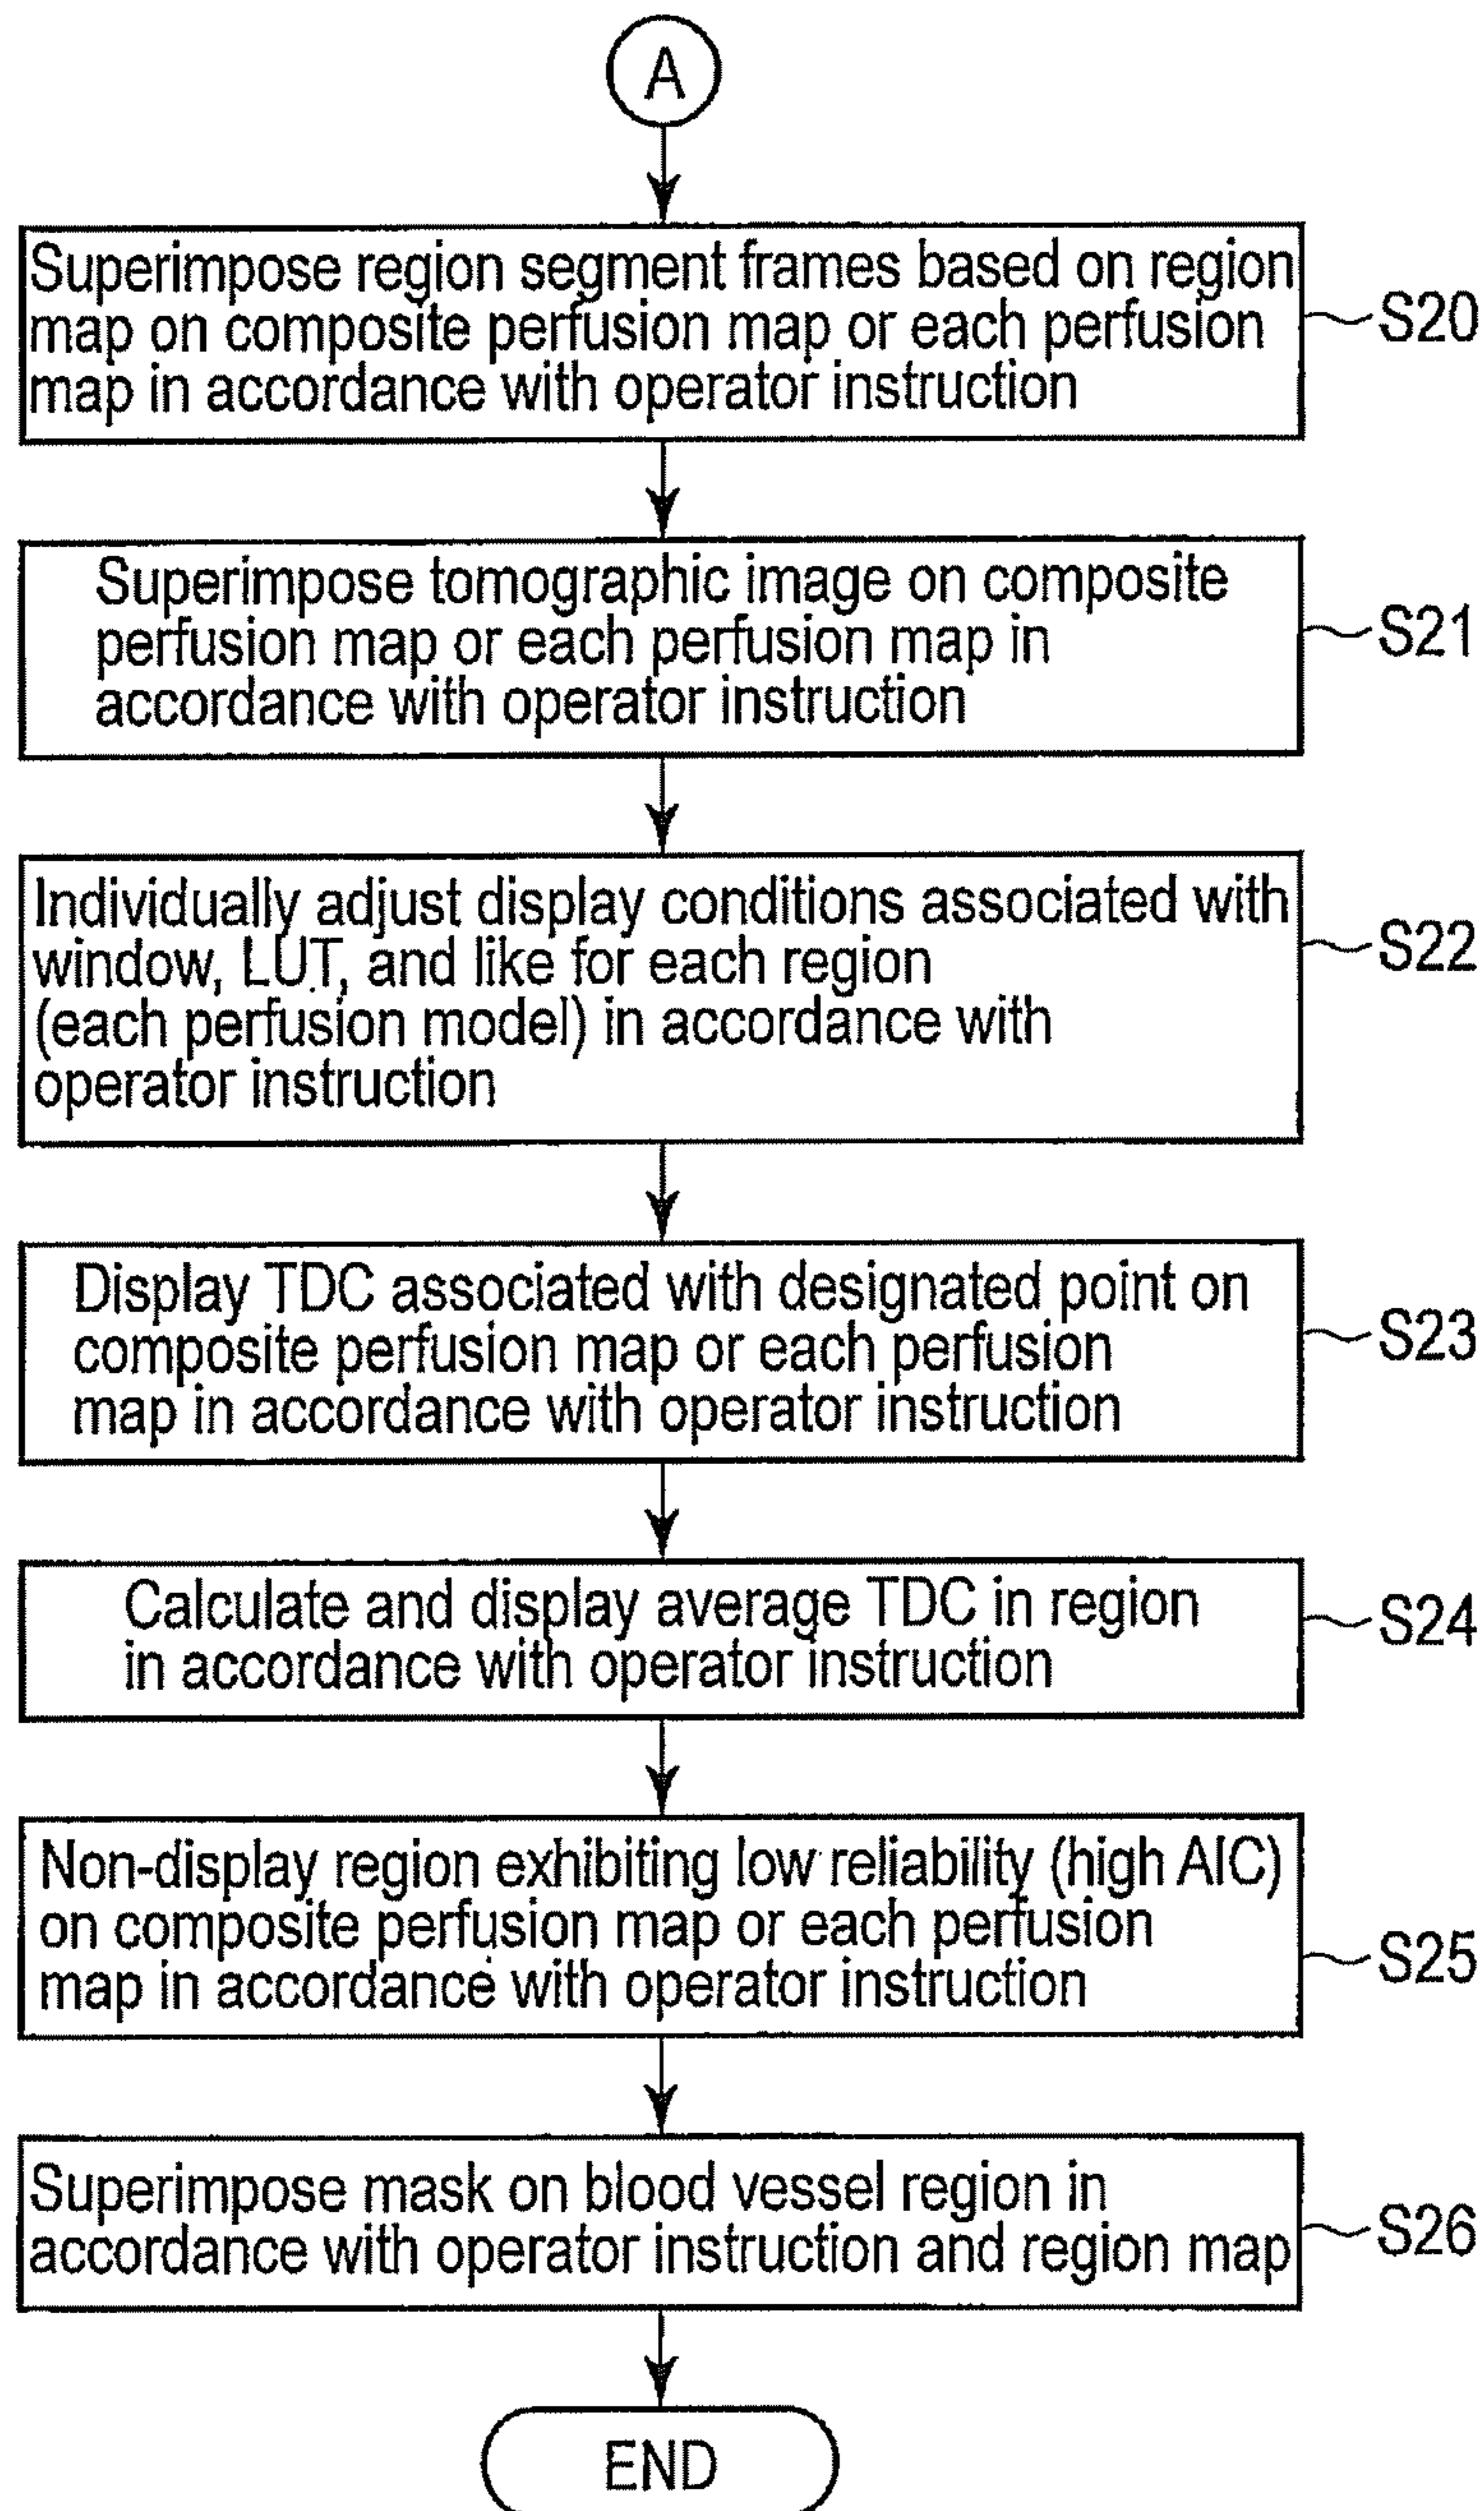 A
Superimpose region segment frames based on region
map on composite perfusion map or each perfusion
map in accordance with operator instruction
S20
Superimpose tomographic image on composite
perfusion map or each perfusion map in
accordance with operator instruction
S21
Individually adjust display conditions associated with
window, LUT, and like for each region
(each perfusion model) in accordance with
operator instruction
S22
Display TDC associated with designated point on
composite perfusion map or each perfusion
map in accordance with operator instruction
S23
Calculate and display average TDC in region
in accordance with operator instruction
S24
Non-display region exhibiting low reliability (high AIC)
on composite perfusion map or each perfusion
map in accordance with operator instruction
S25
Superimpose mask on blood vessel region in
accordance with operator instruction and region map
S26
END